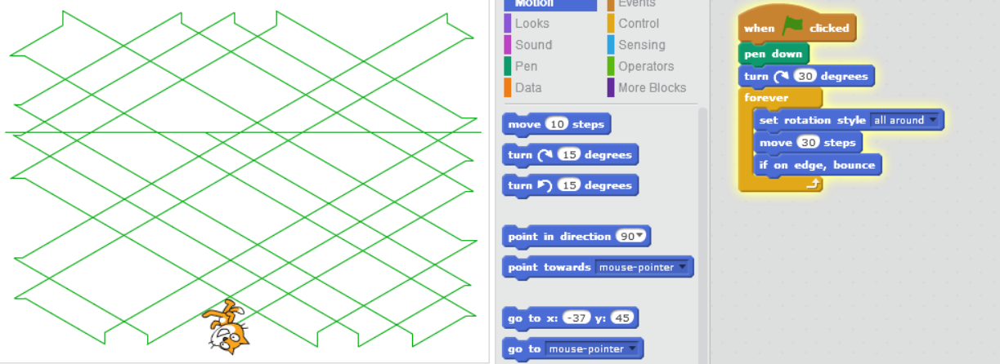 Motion
Events
Looks
Control
Sound
Sensing
Pen
Operators
Data
More Blocks
move 10 steps
turn 15 degrees
turn 15 degrees
point in direction 90
point towards mouse-pointer
go to x: -37 y: 45
go to mouse-pointer
when clicked
pen down
turn 30 degrees
forever
set rotation style all around
move 30 steps
if on edge, bounce